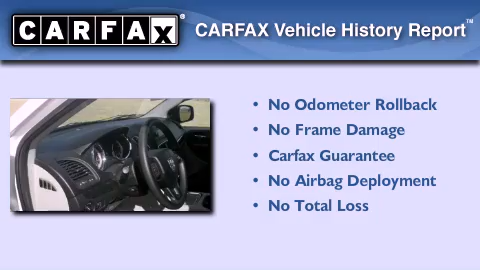 CARFAX® CARFAX Vehicle History Report™
• No Odometer Rollback
• No Frame Damage
• Carfax Guarantee
• No Airbag Deployment
• No Total Loss